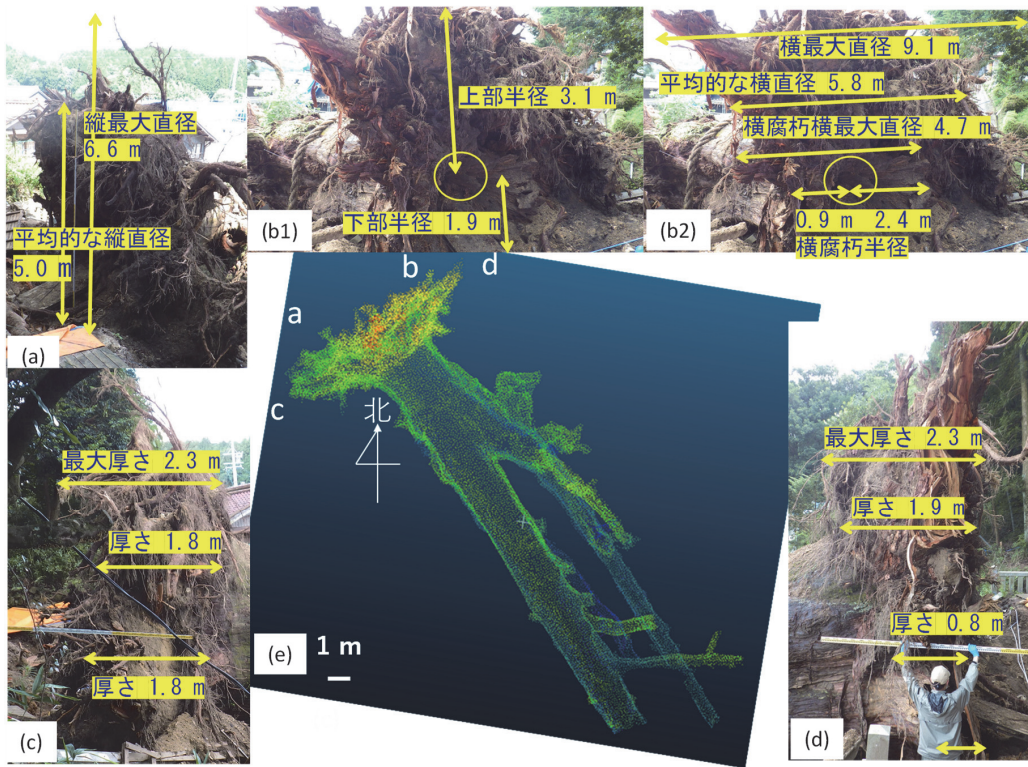 縦最大直径
6.6 m
平均的な縦直径
5.0 m
(a)
上部半径 3.1 m
下部半径 1.9 m
(b1)
横最大直径 9.1 m
平均的な横直径 5.8 m
横腐朽横最大直径 4.7 m
0.9 m 2.4 m
横腐朽半径
(b2)
最大厚さ 2.3 m
厚さ 1.8 m
厚さ 1.8 m
(c)
b
d
a
c
北
1 m
(e)
最大厚さ 2.3 m
厚さ 1.9 m
厚さ 0.8 m
(d)